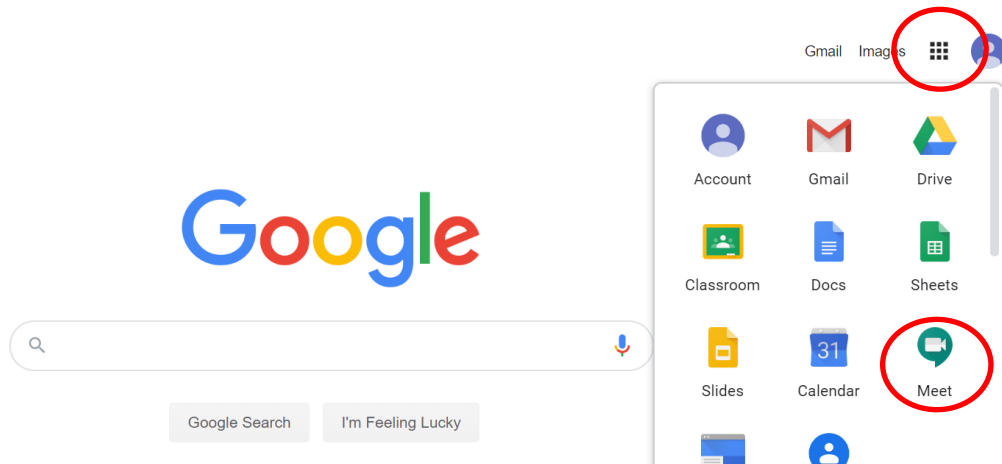 Gmail Images
Account Gmail Drive
Google
Classroom Docs Sheets
31
Slides Calendar Meet
Google Search I'm Feeling Lucky